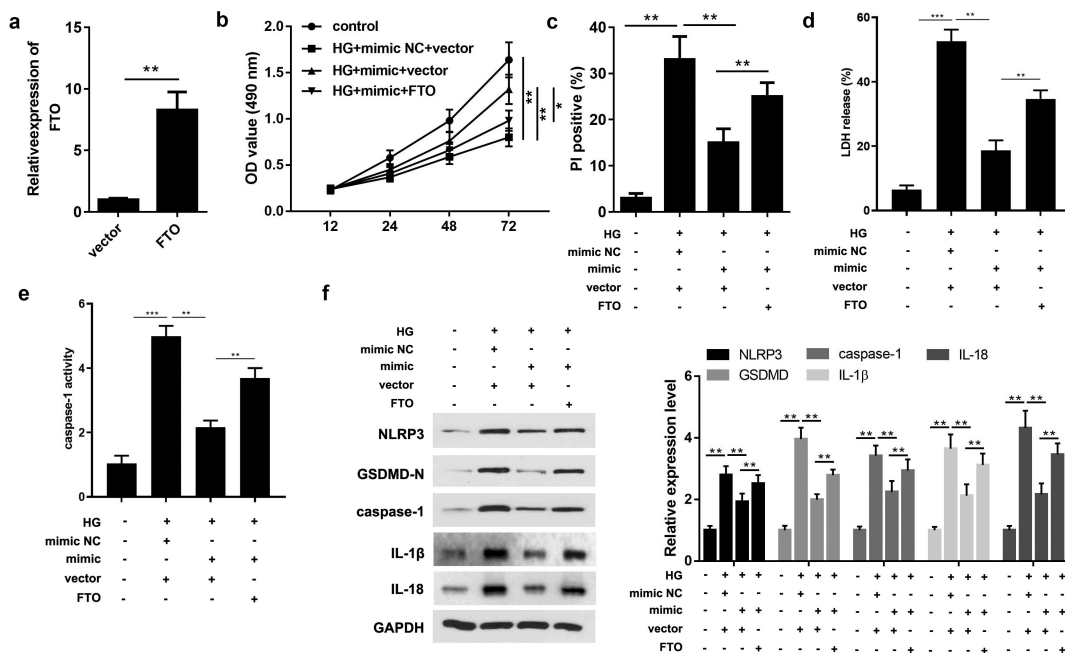 a
Relativeexpression of
FTO
15
10
5
0
**
vector
FTO
b
OD value (490 nm)
2.0
1.5
1.0
0.5
0.0
12
24
48
72
control
HG+mimic NC+vector
HG+mimic+vector
HG+mimic+FTO
**
**
*
c
PI positive (%)
40
30
20
10
0
** **
**
HG - + + +
mimic NC - + - -
mimic - - + +
vector - + + -
FTO - - - +
d
LDH release (%)
60
40
20
0
*** **
**
HG - + + +
mimic NC - + - -
mimic - - + +
vector - + + -
FTO - - - +
e
caspase-1 activity
6
4
2
0
*** **
**
HG - + + +
mimic NC - + - -
mimic - - + +
vector - + + -
FTO - - - +
f
HG - + + +
mimic NC - + - -
mimic - - + +
vector - + + -
FTO - - - +
NLRP3
GSDMD-N
caspase-1
IL-1β
IL-18
GAPDH
NLRP3 caspase-1 IL-18
GSDMD IL-1β
Relative expression level
6
4
2
0
** ** ** ** ** ** ** ** ** **
** ** ** ** **
HG - + + + - + + + - + + + - + + + - + + +
mimic NC - + - - - + - - - + - - - + - - - + - -
mimic - - + + - - + + - - + + - - + + - - + +
vector - + + - - + + - - + + - - + + - - + + -
FTO - - - + - - - + - - - + - - - + - - - +